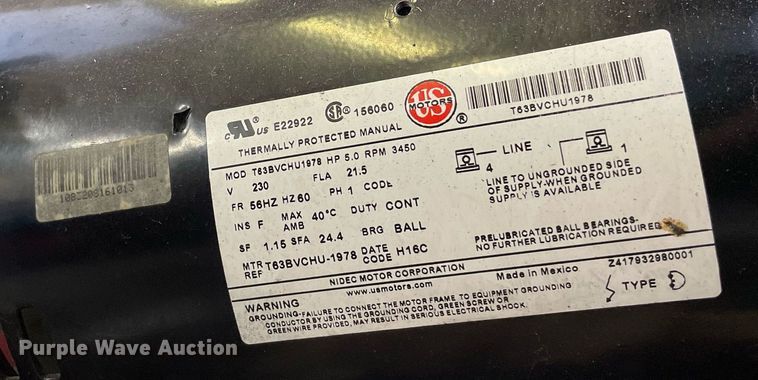 c UL US E22922 SA 156060 US MOTORS ® T63BVCHU1978
THERMALLY PROTECTED MANUAL
MOD T63BVCHU1978 HP 5.0 RPM 3450
V 230 FLA 21.5
FR 56HZ HZ 60 PH 1 CODE
INS F MAX AMB 40°C DUTY CONT
SF 1.15 SFA 24.4 BRG BALL
MTR REF T63BVCHU-1978 DATE CODE H16C
NIDEC MOTOR CORPORATION
www.usmotors.com
4 LINE 1
LINE TO UNGROUNDED SIDE
OF SUPPLY-WHEN GROUNDED
SUPPLY IS AVAILABLE
PRELUBRICATED BALL BEARINGS-
NO FURTHER LUBRICATION REQUIRED
Made in Mexico Z417932980001
TYPE D
WARNING
GROUNDING-FAILURE TO CONNECT THE MOTOR FRAME TO EQUIPMENT GROUNDING
CONDUCTOR BY USING THE GROUNDING CORD, GREEN SCREW OR
GREEN WIRE PROVIDED, MAY RESULT IN SERIOUS ELECTRICAL SHOCK.
Purple Wave Auction